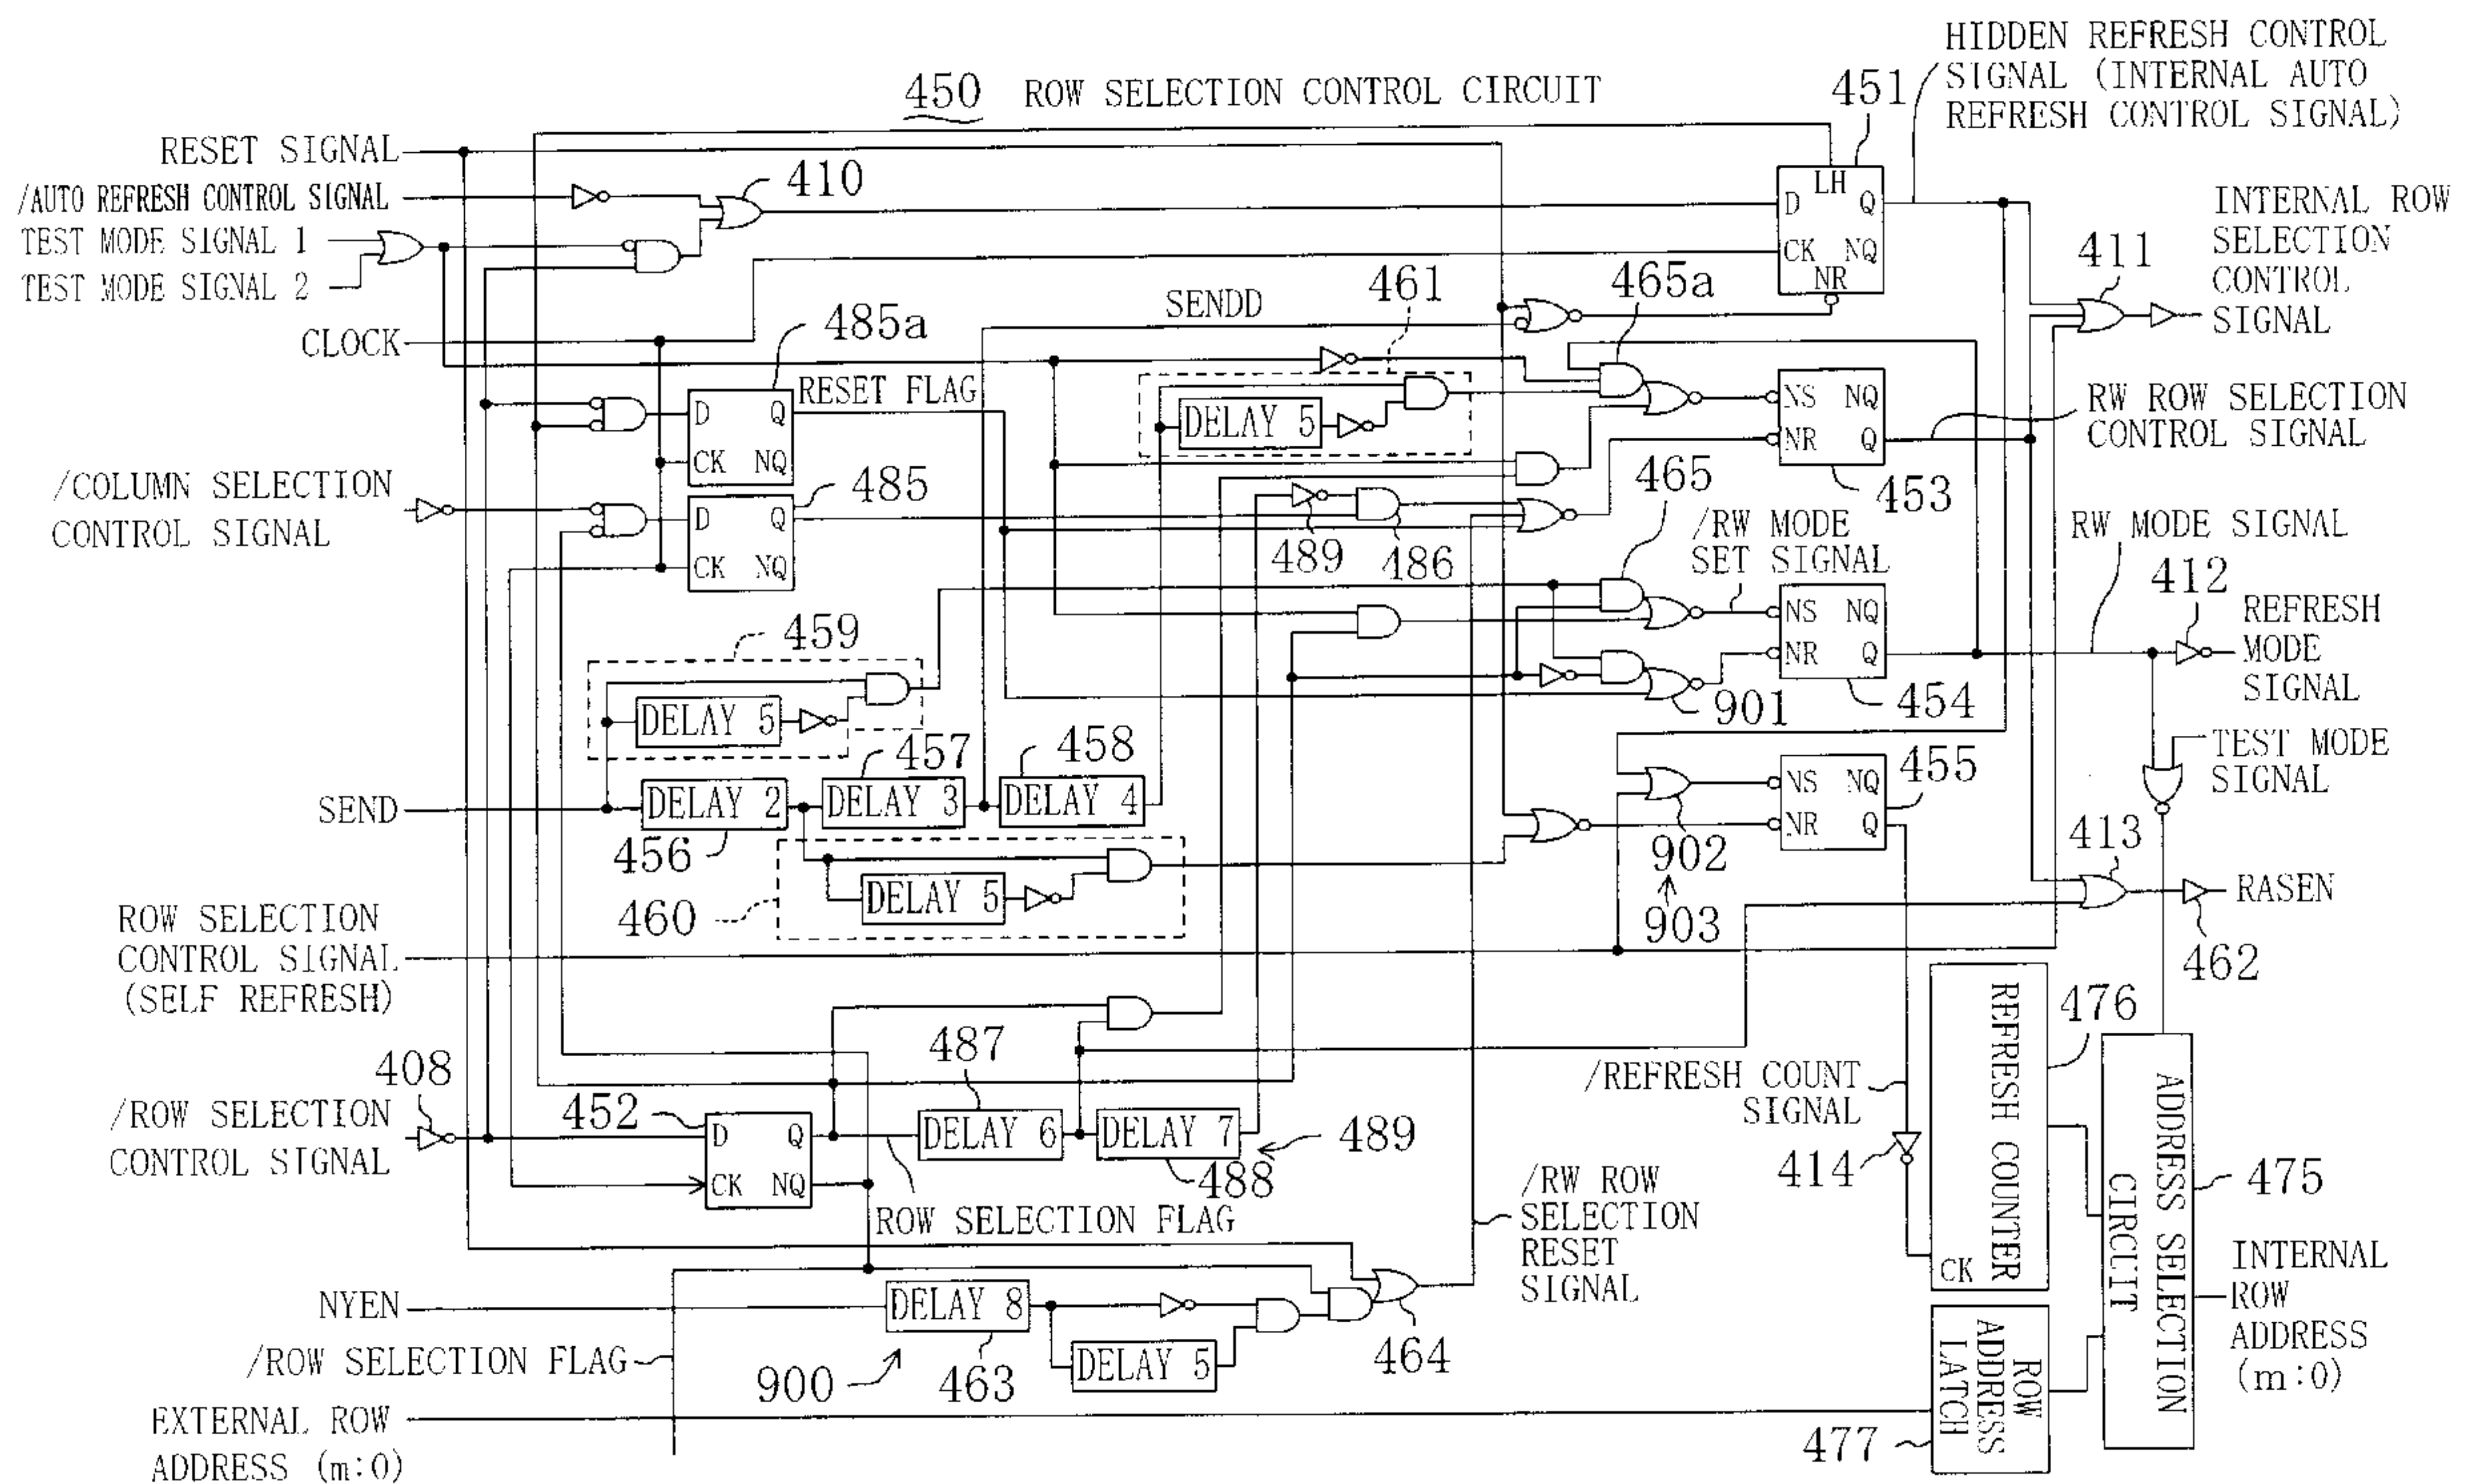 HIDDEN REFRESH CONTROL
SIGNAL (INTERNAL AUTO
REFRESH CONTROL SIGNAL)
450 ROW SELECTION CONTROL CIRCUIT
451
RESET SIGNAL
/AUTO REFRESH CONTROL SIGNAL
410
TEST MODE SIGNAL 1
TEST MODE SIGNAL 2
LH
D Q
CK NQ
NR
411
INTERNAL ROW
SELECTION
CONTROL
SIGNAL
CLOCK
485a
SENDD
461
465a
RESET FLAG
D Q
CK NQ
DELAY 5
NS NQ
NR Q
453
RW ROW SELECTION
CONTROL SIGNAL
/COLUMN SELECTION
CONTROL SIGNAL
485
D Q
CK NQ
489
486
465
/RW MODE
SET SIGNAL
RW MODE SIGNAL
412
REFRESH
MODE
SIGNAL
NS NQ
NR Q
454
901
459
DELAY 5
457
458
SEND
DELAY 2
DELAY 3
DELAY 4
456
NS NQ
NR Q
455
902
903
TEST MODE
SIGNAL
413
RASEN
462
460
DELAY 5
ROW SELECTION
CONTROL SIGNAL
(SELF REFRESH)
408
/ROW SELECTION
CONTROL SIGNAL
452
D Q
CK NQ
487
DELAY 6
DELAY 7
488
489
ROW SELECTION FLAG
/REFRESH COUNT
SIGNAL
414
REFRESH COUNTER
CK
476
ADDRESS SELECTION
CIRCUIT
475
/RW ROW
SELECTION
RESET
SIGNAL
INTERNAL
ROW
ADDRESS
(m:0)
NYEN
DELAY 8
463
DELAY 5
464
900
/ROW SELECTION FLAG
EXTERNAL ROW
ADDRESS (m:0)
ROW
ADDRESS
LATCH
477